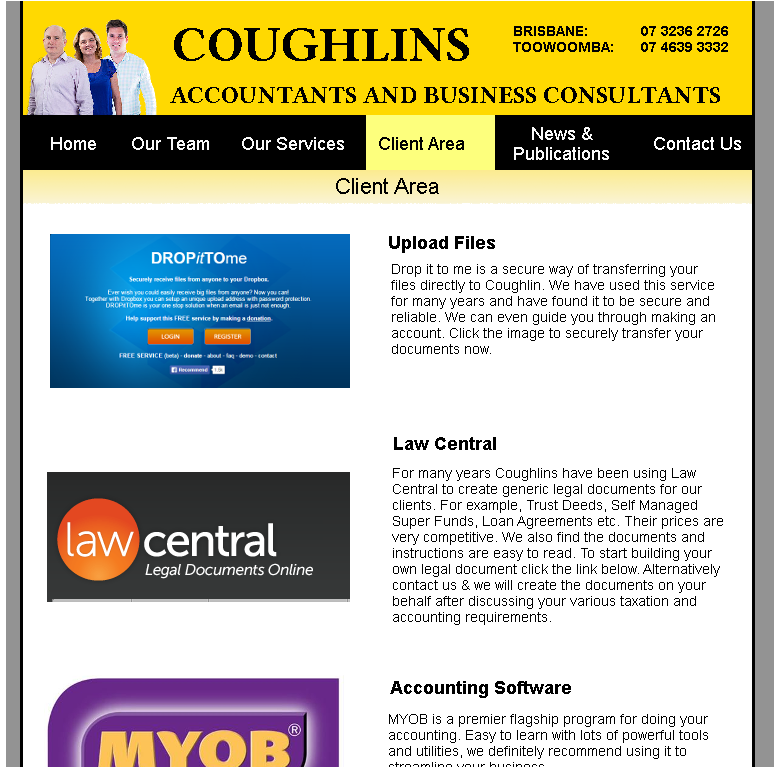 COUGHLINS
BRISBANE: 07 3236 2726
TOOWOOMBA: 07 4639 3332
ACCOUNTANTS AND BUSINESS CONSULTANTS
Home Our Team Our Services Client Area News & Publications Contact Us
Client Area
DROPitTOme
Securely receive files from anyone to your Dropbox.
Ever wish you could easily receive big files from anyone? Now you can!
Together with Dropbox you can setup an unique upload address with password protection.
DROPitTOme is your one stop solution when an email is just not enough.
Help support this FREE service by making a donation.
LOGIN REGISTER
FREE SERVICE (beta) - donate - about - faq - demo - contact
Recommend
Upload Files
Drop it to me is a secure way of transferring your
files directly to Coughlin. We have used this service
for many years and have found it to be secure and
reliable. We can even guide you through making an
account. Click the image to securely transfer your
documents now.
law central
Legal Documents Online
Law Central
For many years Coughlins have been using Law
Central to create generic legal documents for our
clients. For example, Trust Deeds, Self Managed
Super Funds, Loan Agreements etc. Their prices are
very competitive. We also find the documents and
instructions are easy to read. To start building your
own legal document click the link below. Alternatively
contact us & we will create the documents on your
behalf after discussing your various taxation and
accounting requirements.
MYOB®
Accounting Software
MYOB is a premier flagship program for doing your
accounting. Easy to learn with lots of powerful tools
and utilities, we definitely recommend using it to
streamline your business.